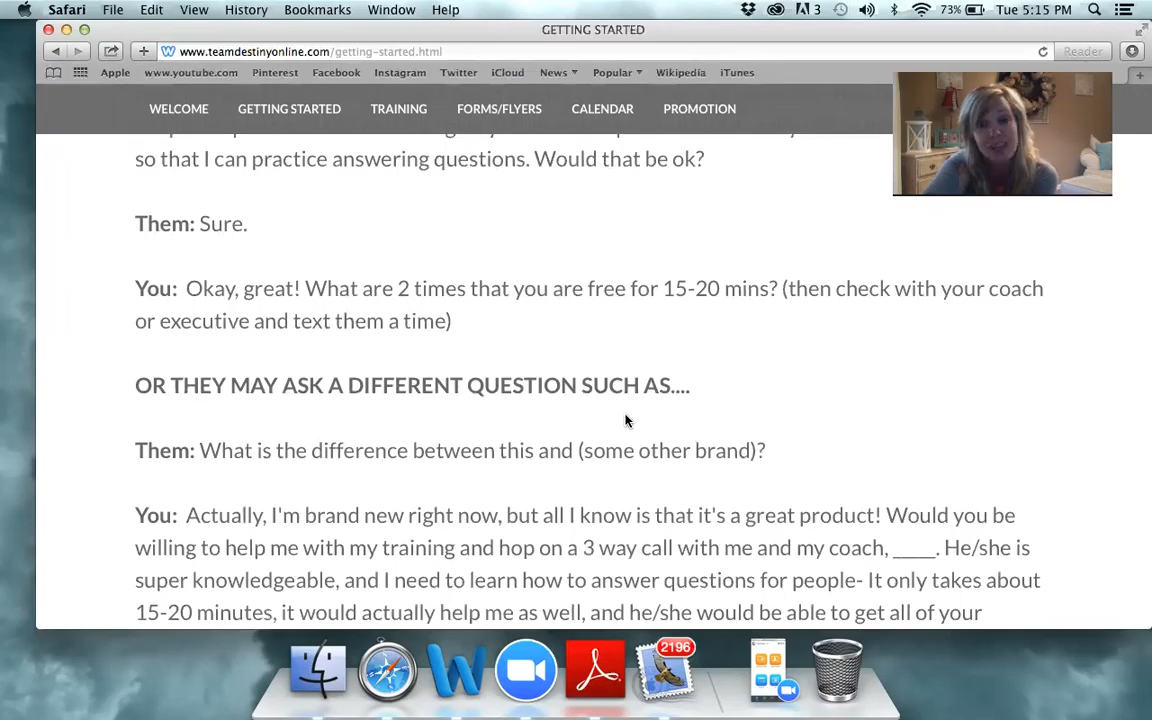 Safari File Edit View History Bookmarks Window Help 3 73% Tue 5:15 PM
GETTING STARTED
www.teamdestinyonline.com/getting-started.html Reader
Apple www.youtube.com Pinterest Facebook Instagram Twitter iCloud News Popular Wikipedia iTunes
WELCOME GETTING STARTED TRAINING FORMS/FLYERS CALENDAR PROMOTION
so that I can practice answering questions. Would that be ok?
Them: Sure.
You: Okay, great! What are 2 times that you are free for 15-20 mins? (then check with your coach
or executive and text them a time)
OR THEY MAY ASK A DIFFERENT QUESTION SUCH AS....
Them: What is the difference between this and (some other brand)?
You: Actually, I'm brand new right now, but all I know is that it's a great product! Would you be
willing to help me with my training and hop on a 3 way call with me and my coach, _____. He/she is
super knowledgeable, and I need to learn how to answer questions for people- It only takes about
15-20 minutes, it would actually help me as well, and he/she would be able to get all of your
2196